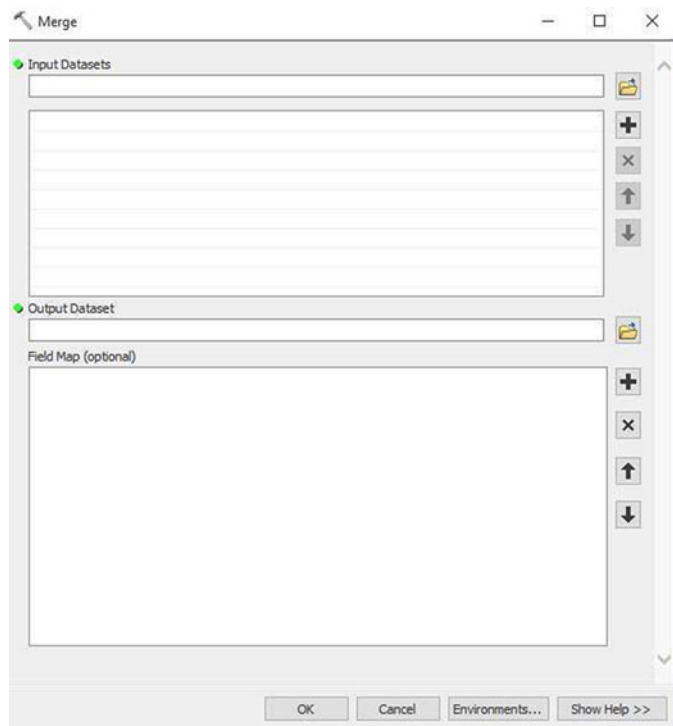 Merge
Input Datasets
Output Dataset
Field Map (optional)
OK Cancel Environments... Show Help >>